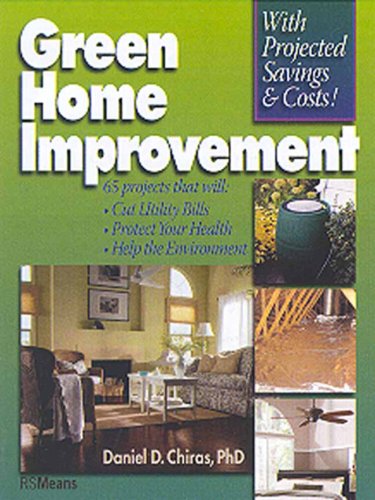 Green
Home
Improvement
With
Projected
Savings
& Costs!
65 projects that will:
• Cut Utility Bills
• Protect Your Health
• Help the Environment
Daniel D. Chiras, PhD
RSMeans